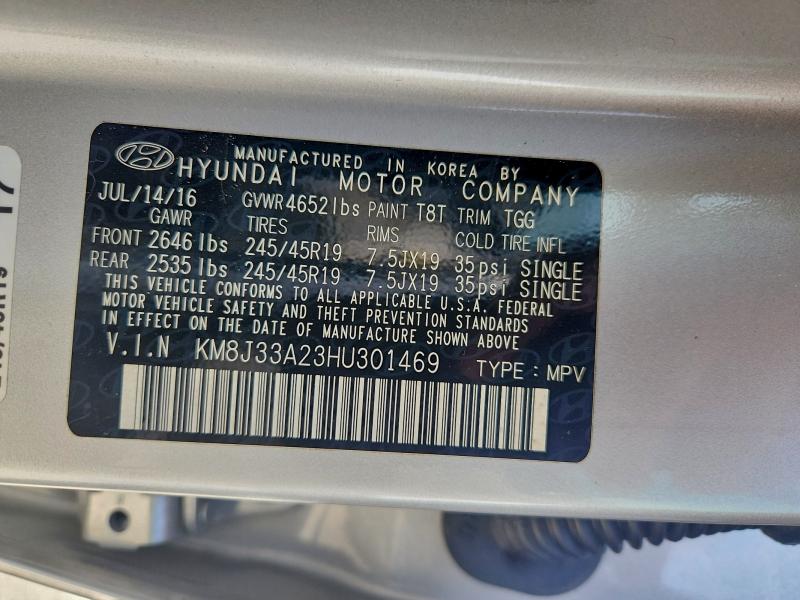 MANUFACTURED IN KOREA BY
HYUNDAI MOTOR COMPANY
JUL/14/16 GVWR 4652 lbs PAINT T8T TRIM TGG
GAWR TIRES RIMS COLD TIRE INFL
FRONT 2646 lbs 245/45R19 7.5JX19 35psi SINGLE
REAR 2535 lbs 245/45R19 7.5JX19 35psi SINGLE
THIS VEHICLE CONFORMS TO ALL APPLICABLE U.S.A. FEDERAL
MOTOR VEHICLE SAFETY AND THEFT PREVENTION STANDARDS
IN EFFECT ON THE DATE OF MANUFACTURE SHOWN ABOVE
V.I.N KM8J33A23HU301469 TYPE : MPV